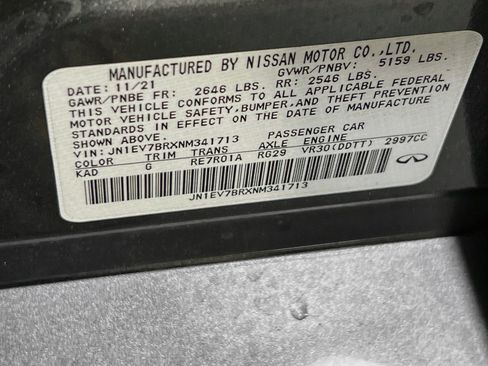 MANUFACTURED BY NISSAN MOTOR CO.,LTD.
DATE: 11/21 GVWR/PNBV: 5159 LBS.
GAWR/PNBE FR: 2646 LBS. RR: 2546 LBS.
THIS VEHICLE CONFORMS TO ALL APPLICABLE FEDERAL
MOTOR VEHICLE SAFETY,BUMPER,AND THEFT PREVENTION
STANDARDS IN EFFECT ON THE DATE OF MANUFACTURE
SHOWN ABOVE.
VIN: JN1EV7BRXNM341713 PASSENGER CAR
COLOR TRIM TRANS AXLE ENGINE
KAD G RE7R01A RG29 VR30(DDTT) 2997CC
JN1EV7BRXNM341713